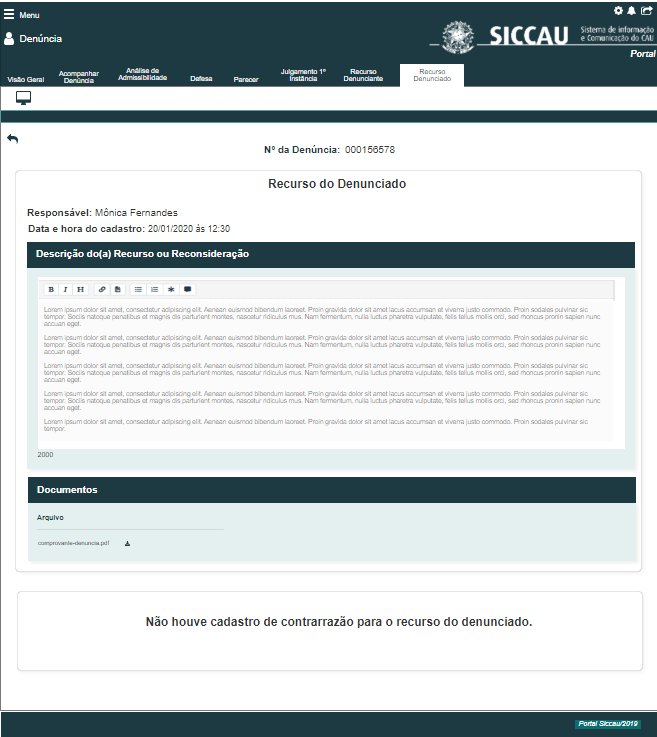 Menu
Denúncia
SICCAU
Sistema de informação
e Comunicação do CAU
Portal
Visão Geral
Acompanhar
Denúncia
Análise de
Admissibilidade
Defesa
Parecer
Julgamento 1º
Instância
Recurso
Denunciante
Recurso
Denunciado
Nº da Denúncia: 000156578
Recurso do Denunciado
Responsável: Mônica Fernandes
Data e hora do cadastro: 20/01/2020 ás 12:30
Descrição do(a) Recurso ou Reconsideração
B I H
Lorem ipsum dolor sit amet, consectetur adipiscing elit. Aenean euismod bibendum laoreet. Proin gravida dolor sit amet lacus accumsan et viverra justo commodo. Proin sodales pulvinar sic
tempor. Sociis natoque penatibus et magnis dis parturient montes, nascetur ridiculus mus. Nam fermentum, nulla luctus pharetra vulputate, felis tellus mollis orci, sed rhoncus pronin sapien nunc
accuan eget.
Lorem ipsum dolor sit amet, consectetur adipiscing elit. Aenean euismod bibendum laoreet. Proin gravida dolor sit amet lacus accumsan et viverra justo commodo. Proin sodales pulvinar sic
tempor. Sociis natoque penatibus et magnis dis parturient montes, nascetur ridiculus mus. Nam fermentum, nulla luctus pharetra vulputate, felis tellus mollis orci, sed rhoncus pronin sapien nunc
accuan eget.
Lorem ipsum dolor sit amet, consectetur adipiscing elit. Aenean euismod bibendum laoreet. Proin gravida dolor sit amet lacus accumsan et viverra justo commodo. Proin sodales pulvinar sic
tempor. Sociis natoque penatibus et magnis dis parturient montes, nascetur ridiculus mus. Nam fermentum, nulla luctus pharetra vulputate, felis tellus mollis orci, sed rhoncus pronin sapien nunc
accuan eget.
Lorem ipsum dolor sit amet, consectetur adipiscing elit. Aenean euismod bibendum laoreet. Proin gravida dolor sit amet lacus accumsan et viverra justo commodo. Proin sodales pulvinar sic
tempor. Sociis natoque penatibus et magnis dis parturient montes, nascetur ridiculus mus. Nam fermentum, nulla luctus pharetra vulputate, felis tellus mollis orci, sed rhoncus pronin sapien nunc
accuan eget.
Lorem ipsum dolor sit amet, consectetur adipiscing elit. Aenean euismod bibendum laoreet. Proin gravida dolor sit amet lacus accumsan et viverra justo commodo. Proin sodales pulvinar sic
tempor.
2000
Documentos
Arquivo
comprovante-denuncia.pdf
Não houve cadastro de contrarrazão para o recurso do denunciado.
Portal Siccau/2019